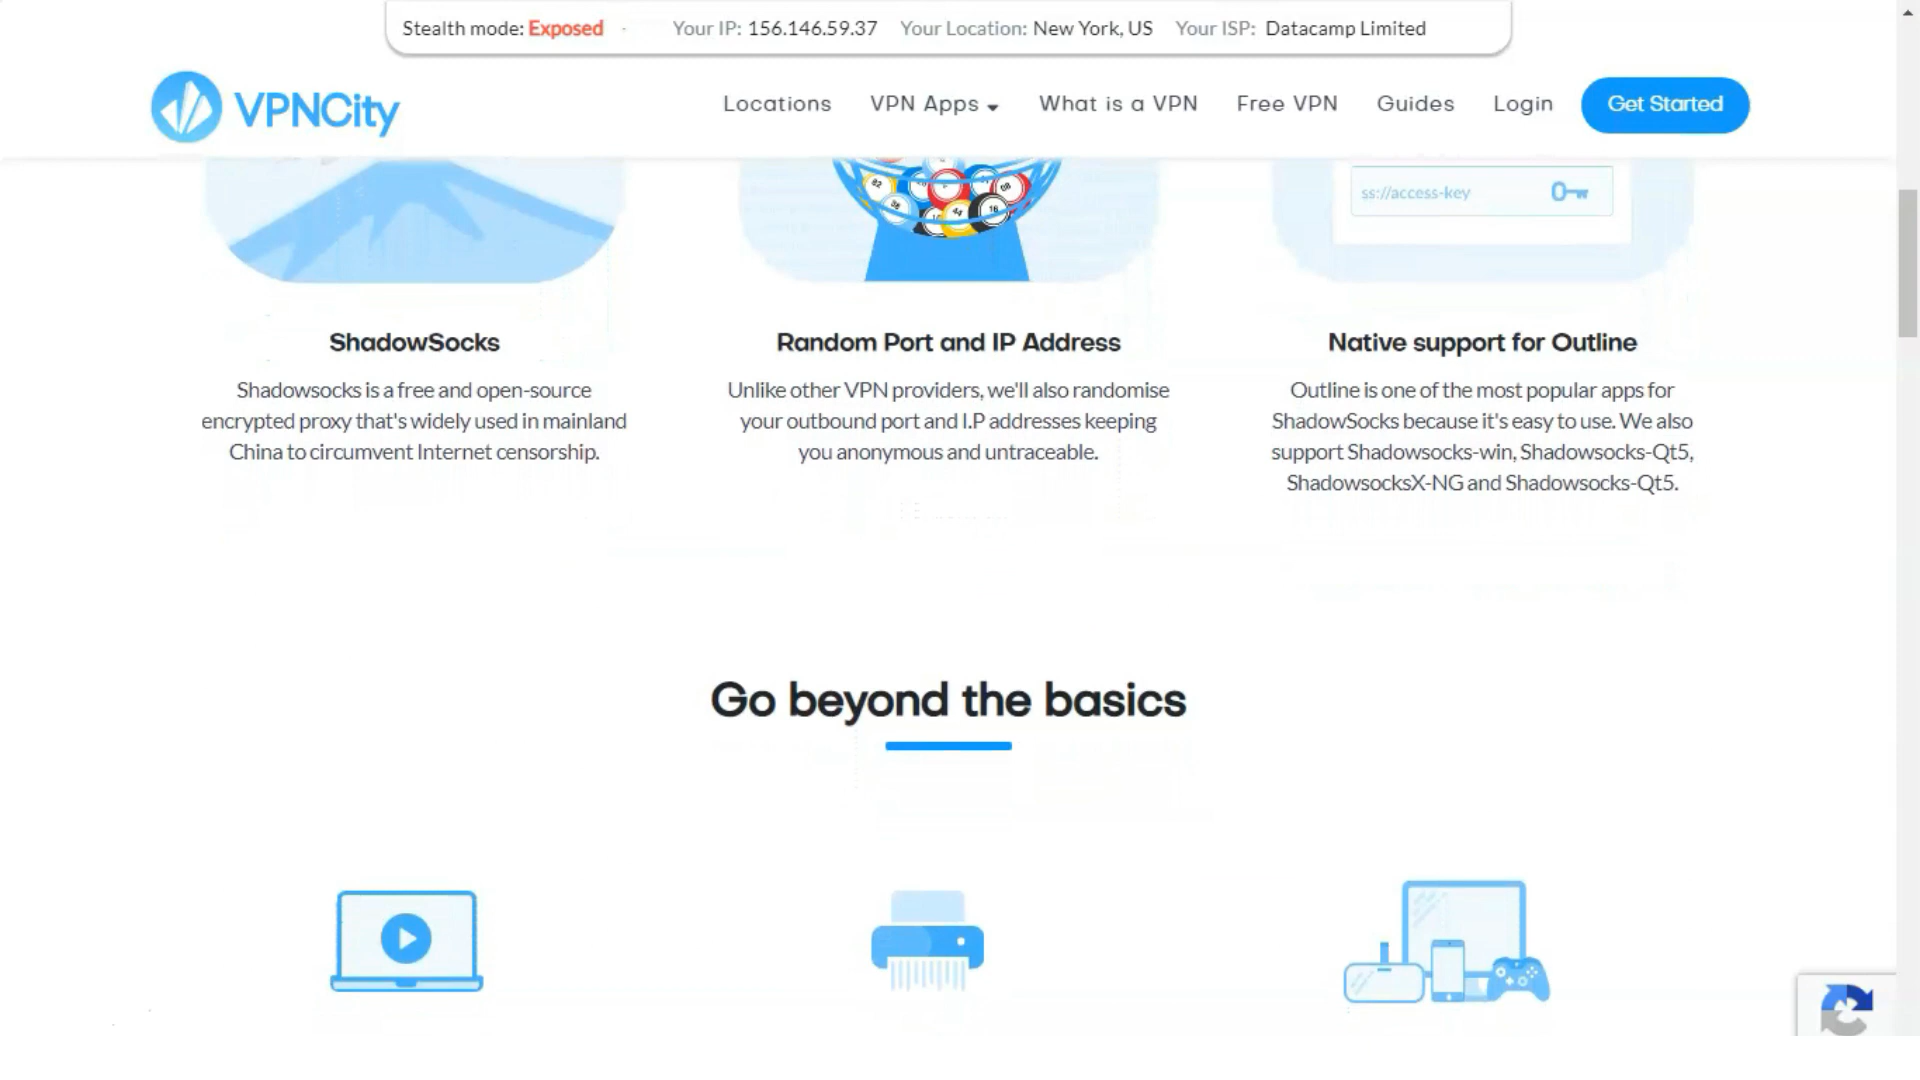 Stealth mode: Exposed Your IP: 156.146.59.37 Your Location: New York, US Your ISP: Datacamp Limited
VPNCity Locations VPN Apps What is a VPN Free VPN Guides Login Get Started
ss://access-key
ShadowSocks
Shadowsocks is a free and open-source
encrypted proxy that's widely used in mainland
China to circumvent Internet censorship.
Random Port and IP Address
Unlike other VPN providers, we'll also randomise
your outbound port and I.P addresses keeping
you anonymous and untraceable.
Native support for Outline
Outline is one of the most popular apps for
ShadowSocks because it's easy to use. We also
support Shadowsocks-win, Shadowsocks-Qt5,
ShadowsocksX-NG and Shadowsocks-Qt5.
Go beyond the basics